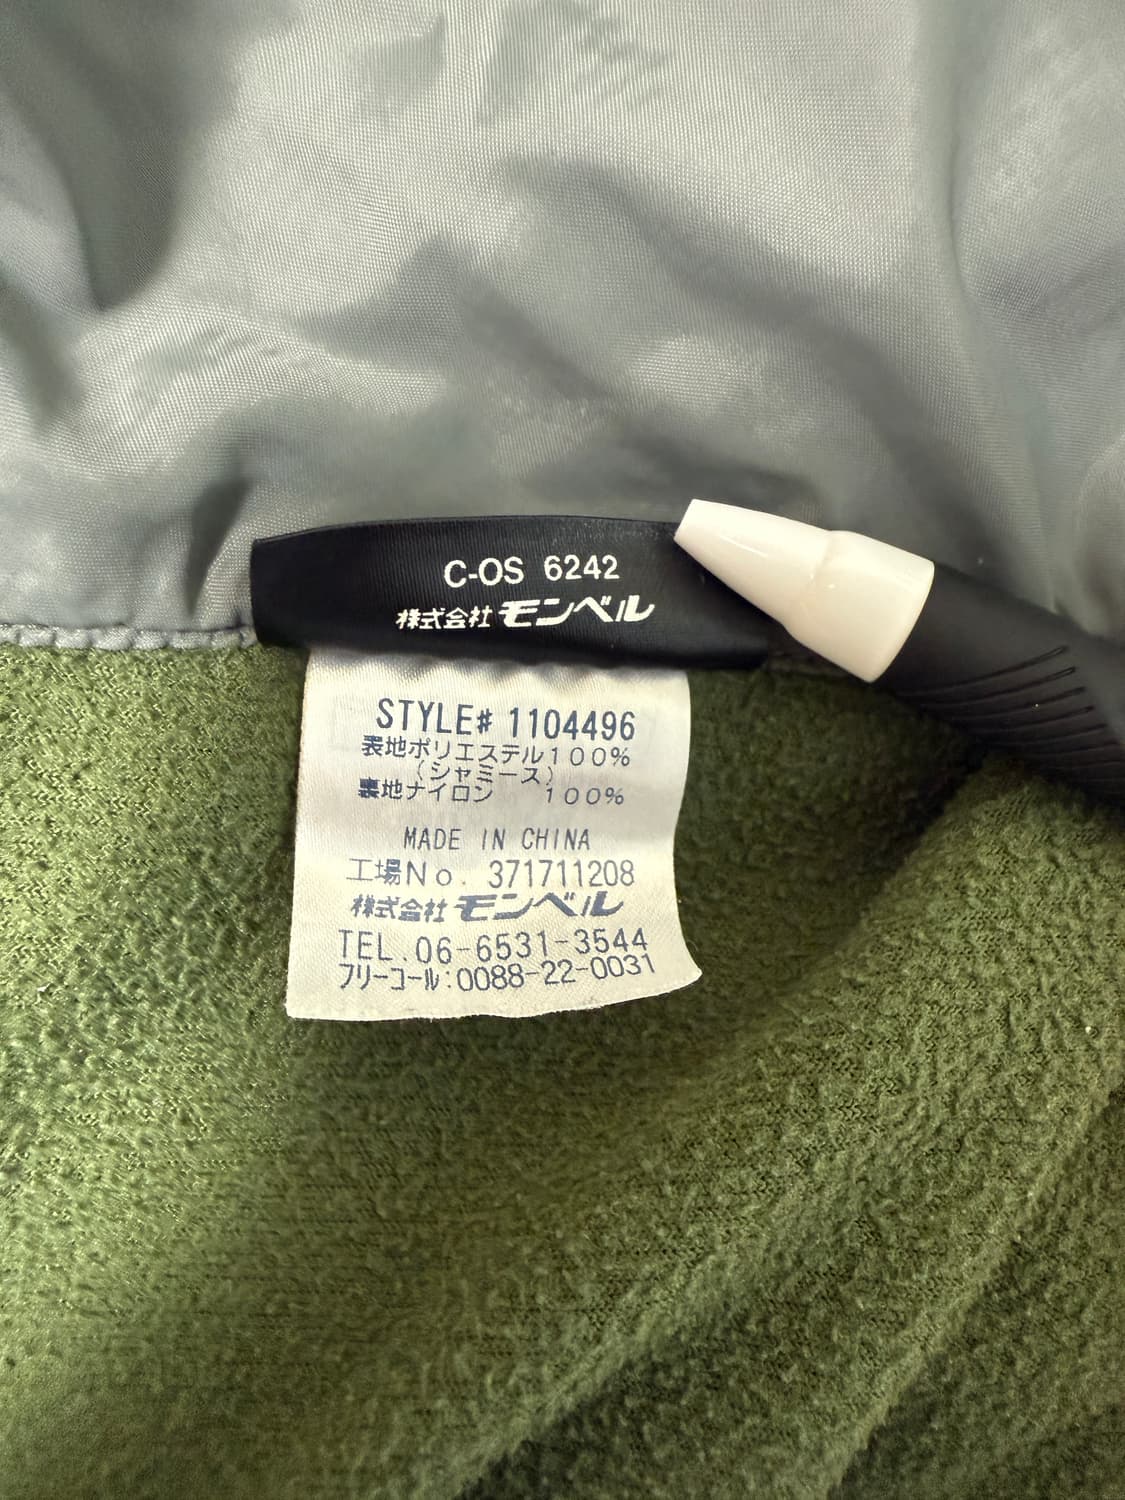 C-OS 6242
株式会社モンベル
STYLE# 1104496
表地ポリエステル100%
(シャミース)
裏地ナイロン 100%
MADE IN CHINA
工場No. 371711208
株式会社モンベル
TEL.06-6531-3544
フリーコール:0088-22-0031